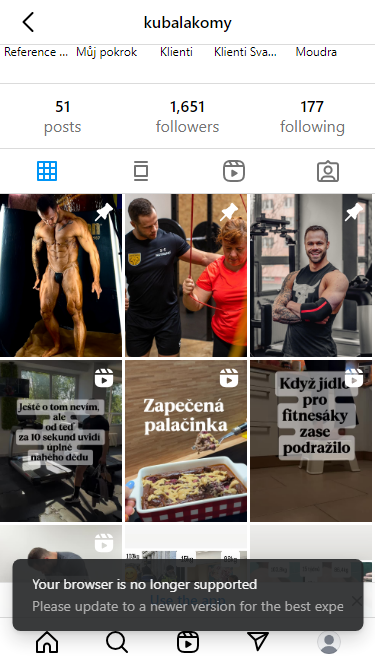 kubalakomy
Reference ... Můj pokrok Klienti Klienti Sva... Moudra
51 1,651 177
posts followers following
Ještě o tom nevím,
ale
od teď
za 10 sekund uvidí
úplně
nahého dědu
Zapečená
palačinka
Když jídlo
pro
fitnesáky
zase
podražilo
Your browser is no longer supported
Please update to a newer version for the best expe